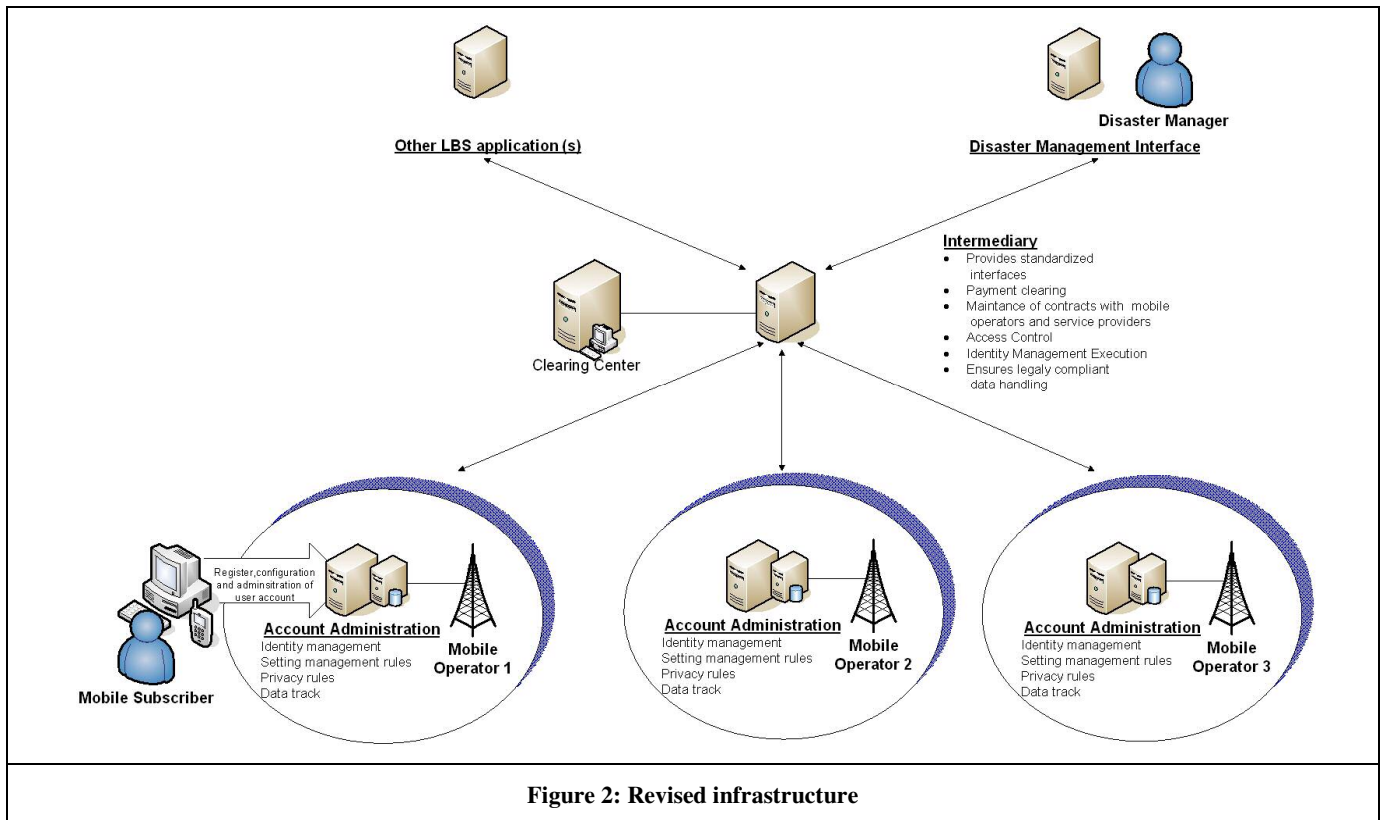 Other LBS application (s)
Disaster Manager
Disaster Management Interface
Intermediary
• Provides standardized
interfaces
• Payment clearing
• Maintance of contracts with mobile
operators and service providers
• Access Control
• Identity Management Execution
• Ensures legaly compliant
data handling
Clearing Center
Register,configuration
and adminsitration of
user account
Mobile Subscriber
Account Administration
Identity management
Setting management rules
Privacy rules
Data track
Mobile
Operator 1
Account Administration
Identity management
Setting management rules
Privacy rules
Data track
Mobile
Operator 2
Account Administration
Identity management
Setting management rules
Privacy rules
Data track
Mobile
Operator 3
Figure 2: Revised infrastructure